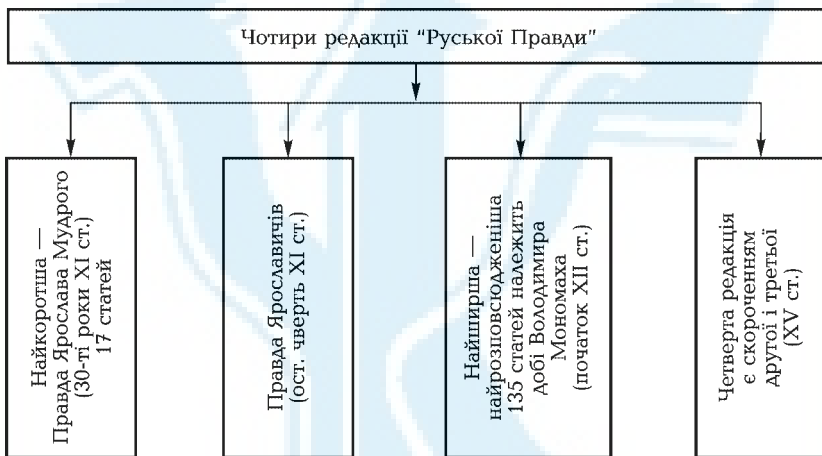 Чотири редакції “Руської Правди”
Найкоротша —
Правда Ярослава Мудрого
(30-ті роки XI ст.)
17 статей
Правда Ярославичів
(ост. чверть XI ст.)
Найширша —
найрозповсюдженіша
135 статей належить
добі Володимира
Мономаха
(початок XII ст.)
Четверта редакція
є скороченням
другої і третьої
(XV ст.)